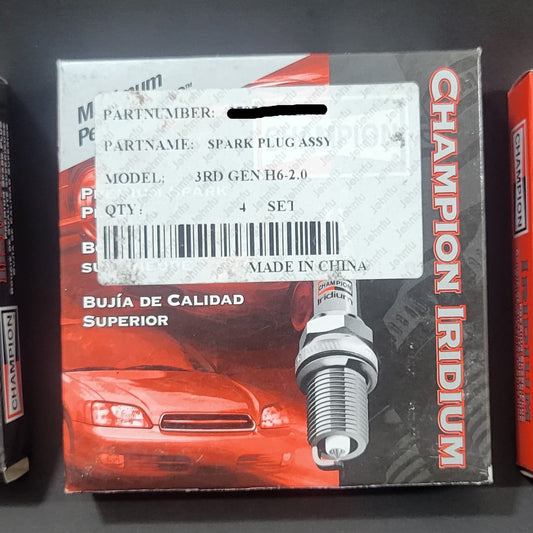 PARTNUMBER:
PARTNAME: SPARK PLUG ASSY
MODEL: 3RD GEN H6-2.0
QTY: 4 SET
MADE IN CHINA
Johnfu
BUJÍA DE CALIDAD
SUPERIOR
CHAMPION
Iridium
CHAMPION IRIDIUM
CHAMPION
CHAMPION